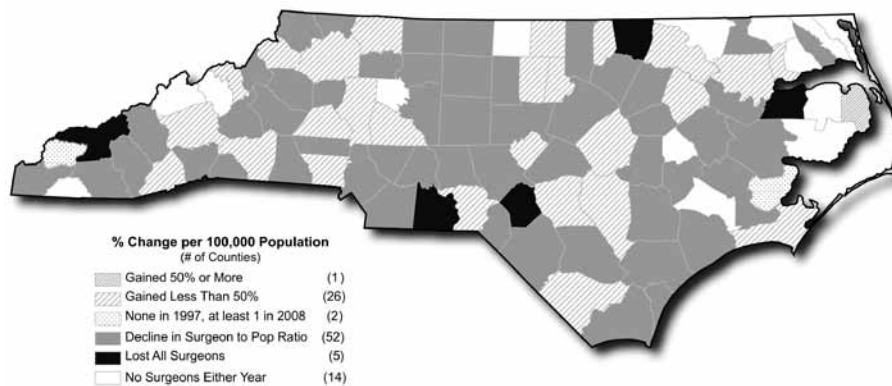 % Change per 100,000 Population
(# of Counties)
Gained 50% or More (1)
Gained Less Than 50% (26)
None in 1997, at least 1 in 2008 (2)
Decline in Surgeon to Pop Ratio (52)
Lost All Surgeons (5)
No Surgeons Either Year (14)